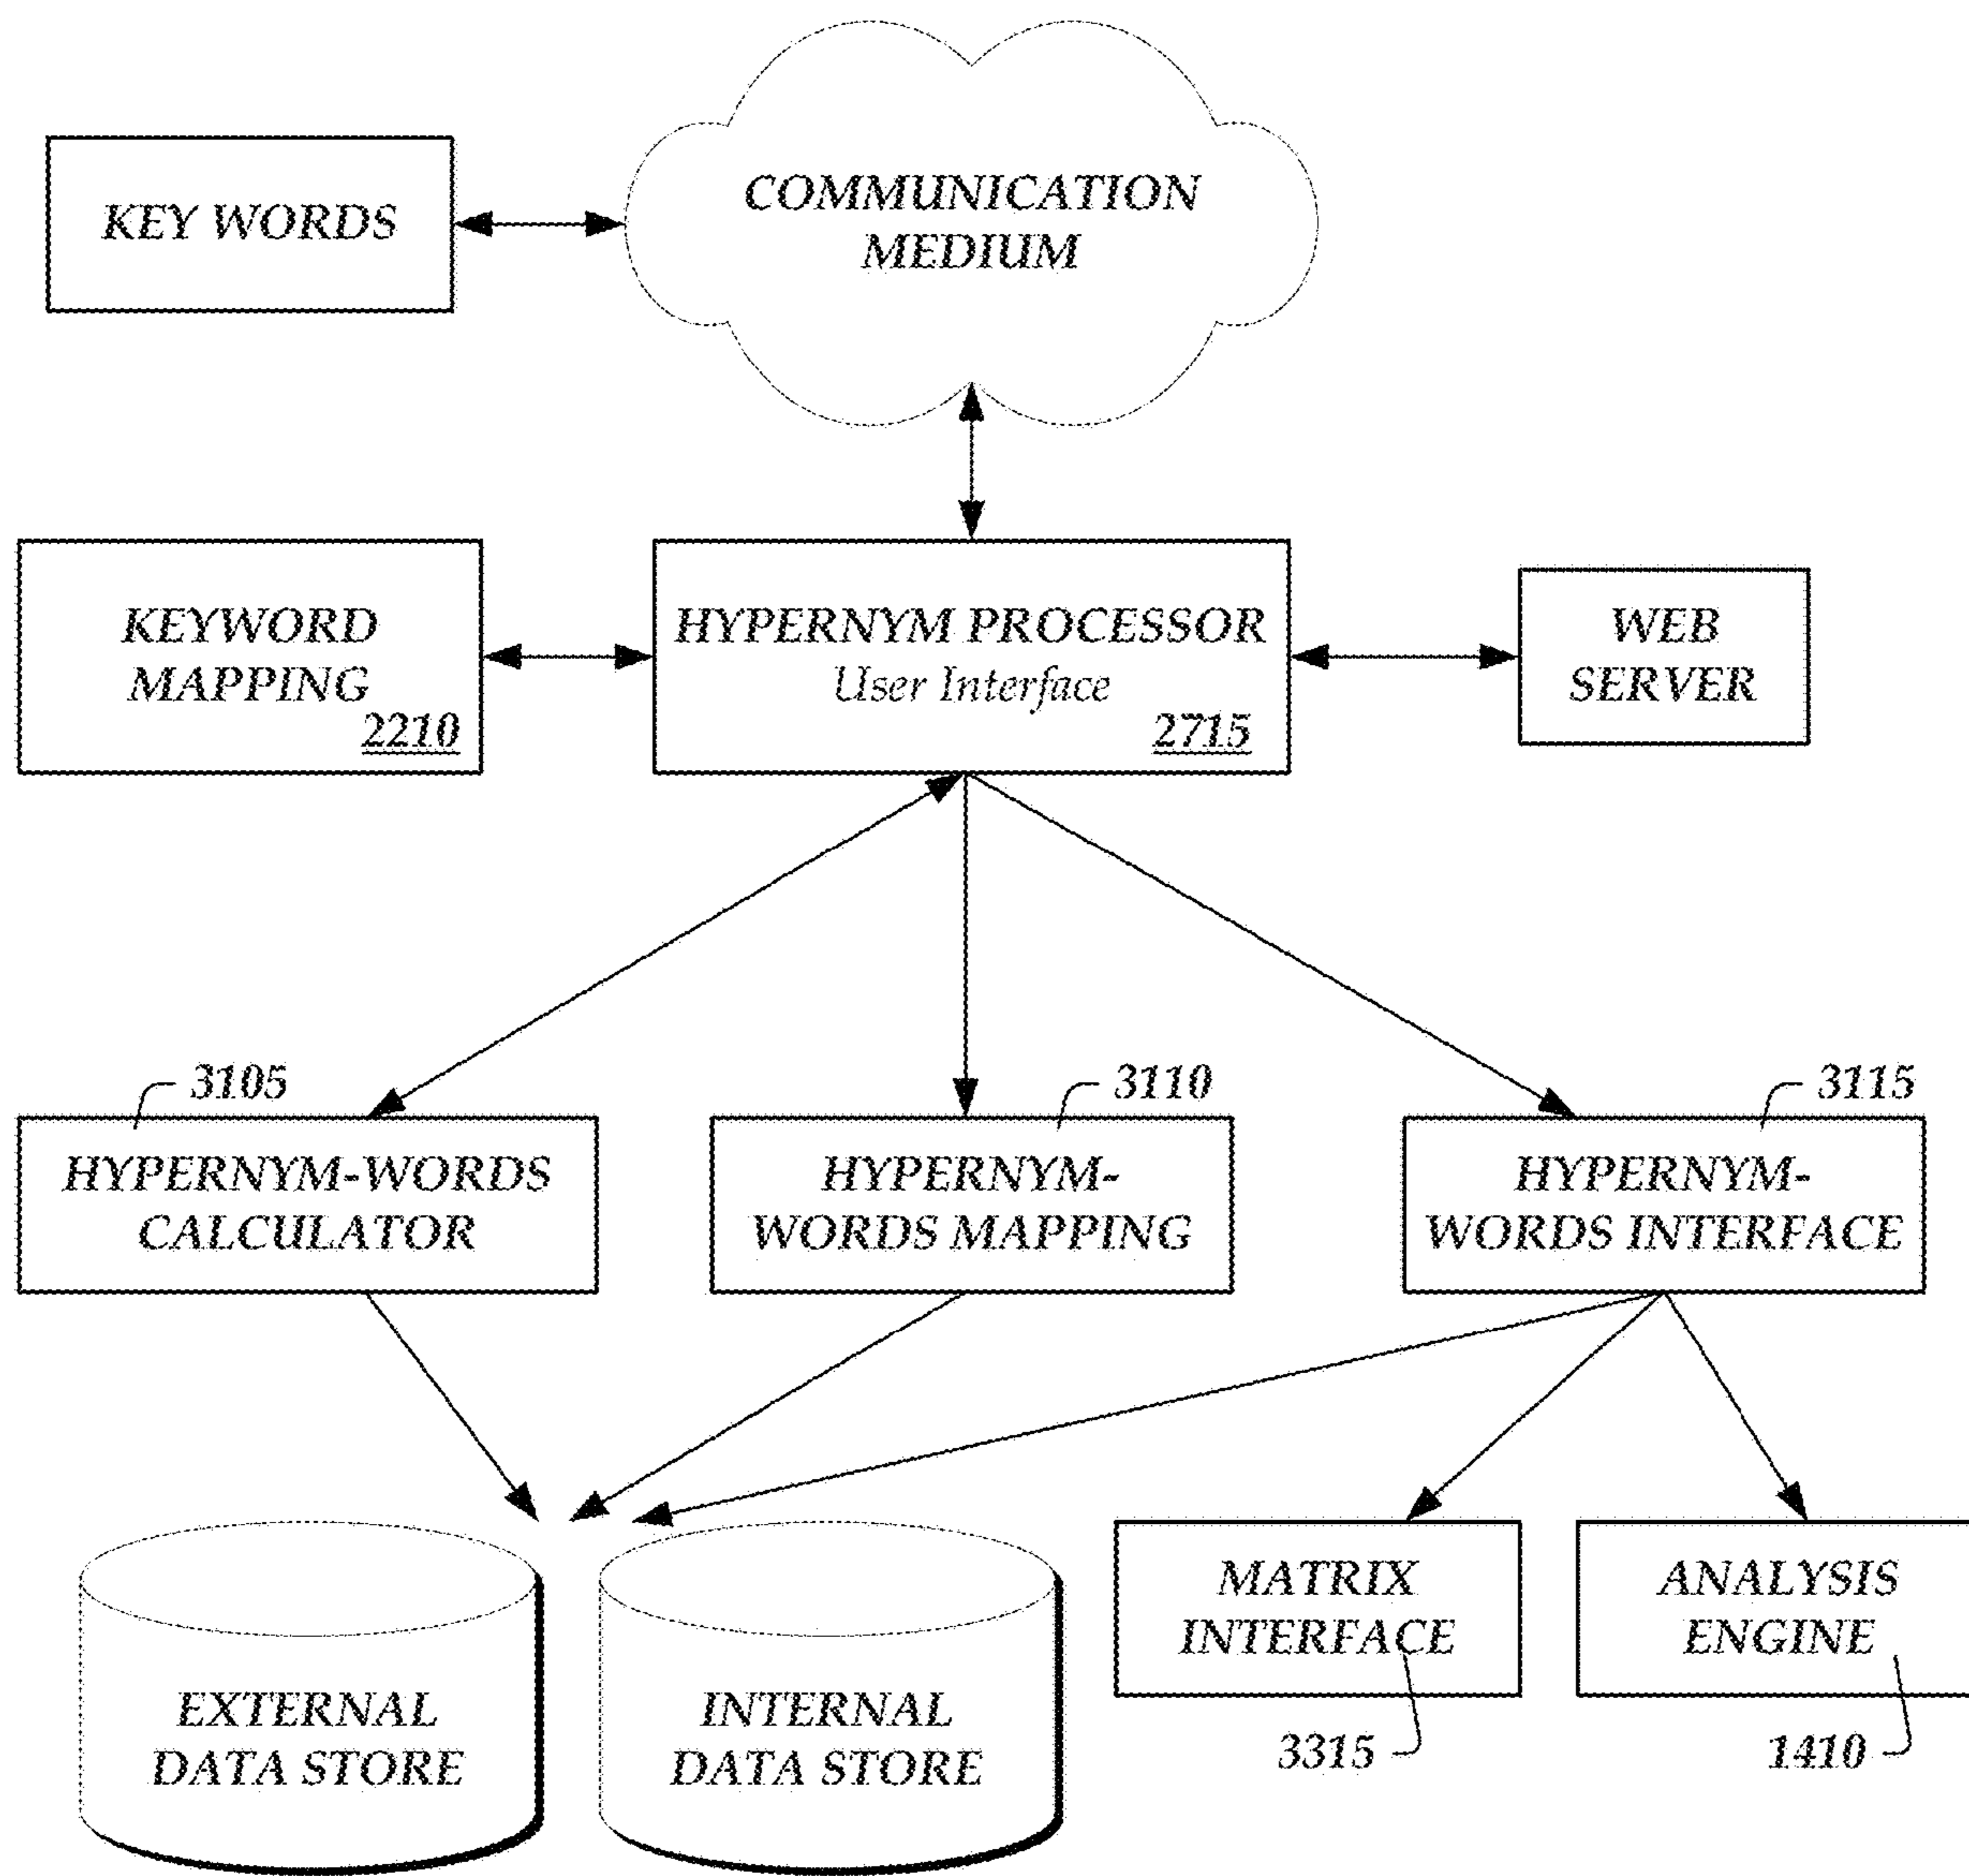 COMMUNICATION
MEDIUM
KEY WORDS
KEYWORD
MAPPING
2210
HYPERNYM PROCESSOR
User Interface
2715
WEB
SERVER
3105
HYPERNYM-WORDS
CALCULATOR
3110
HYPERNYM-
WORDS MAPPING
3115
HYPERNYM-
WORDS INTERFACE
EXTERNAL
DATA STORE
INTERNAL
DATA STORE
MATRIX
INTERFACE
3315
ANALYSIS
ENGINE
1410